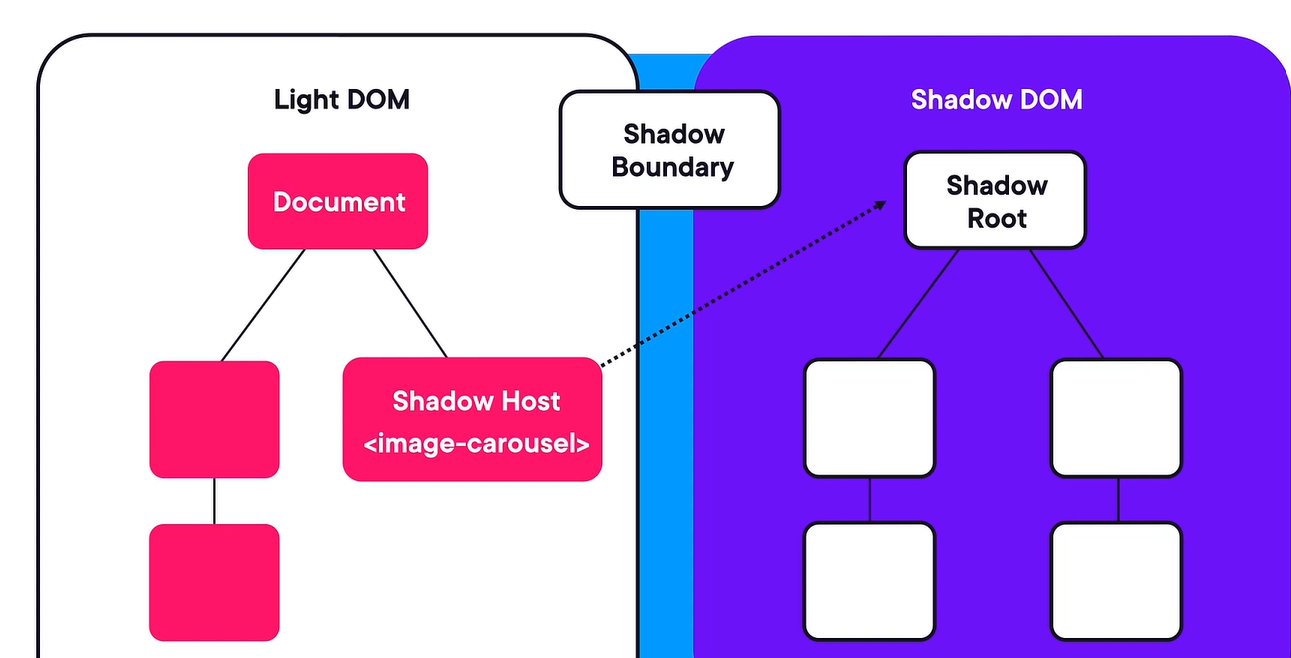 Light DOM
Shadow DOM
Shadow
Boundary
Document
Shadow
Root
Shadow Host
<image-carousel>